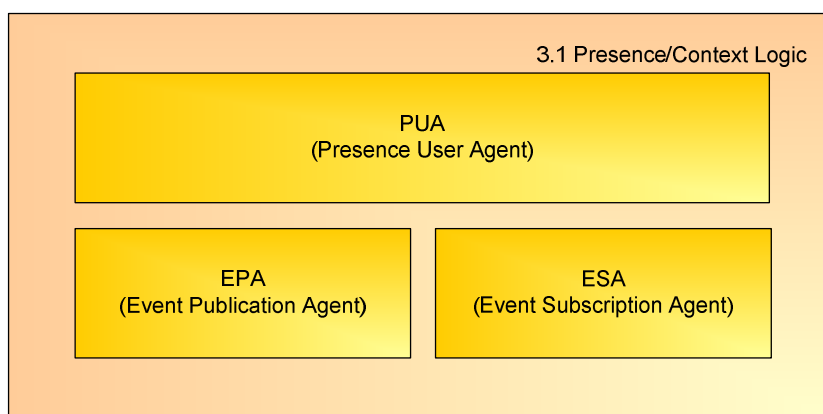 3.1 Presence/Context Logic
PUA
(Presence User Agent)
EPA
(Event Publication Agent)
ESA
(Event Subscription Agent)